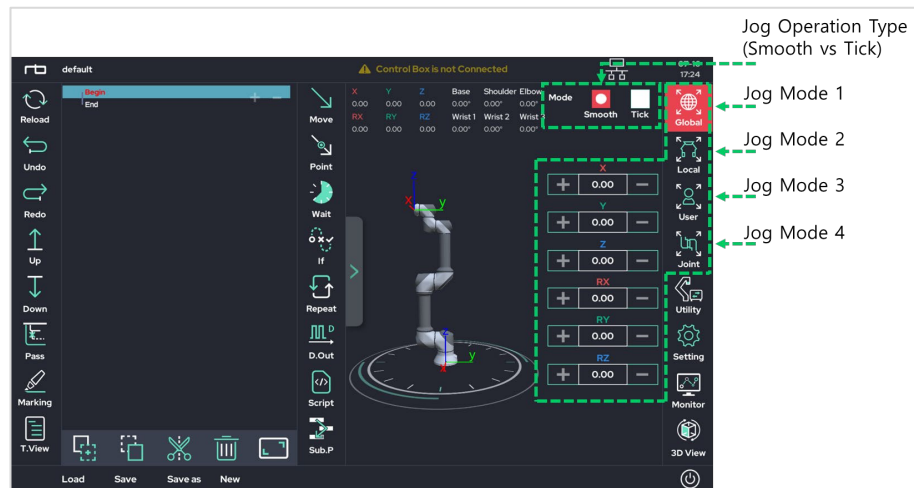 Jog Operation Type
(Smooth vs Tick)
Jog Mode 1
Jog Mode 2
Jog Mode 3
Jog Mode 4
default
Control Box is not Connected
17:24
Reload
Undo
Redo
Up
Down
Pass
Marking
T.View
Begin
End
Load Save Save as New
Move
Point
Wait
If
Repeat
D
D.Out
Script
Sub.P
X Y Z Base Shoulder Elbow
0.00 0.00 0.00 0.00° 0.00° 0.00°
RX RY RZ Wrist 1 Wrist 2 Wrist 3
0.00 0.00 0.00 0.00° 0.00° 0.00°
Mode
Smooth Tick
z
x y
z
x y
X
+ 0.00 −
Y
+ 0.00 −
Z
+ 0.00 −
RX
+ 0.00 −
RY
+ 0.00 −
RZ
+ 0.00 −
Global
Local
User
Joint
Utility
Setting
Monitor
3D View